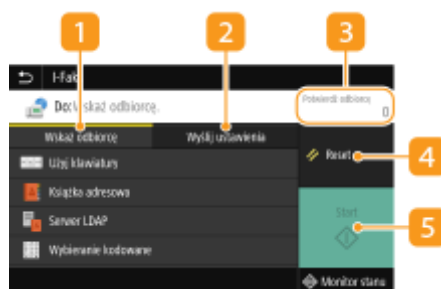 1
2
3
I-Fak
Do: Wskaż odbiorcę.
Potwierdź odbiorcę
0
Wskaż odbiorcę
Wyślij ustawienia
Użyj klawiatury
Reset
4
Książka adresowa
Serwer LDAP
Start
5
Wybieranie kodowane
Monitor stanu